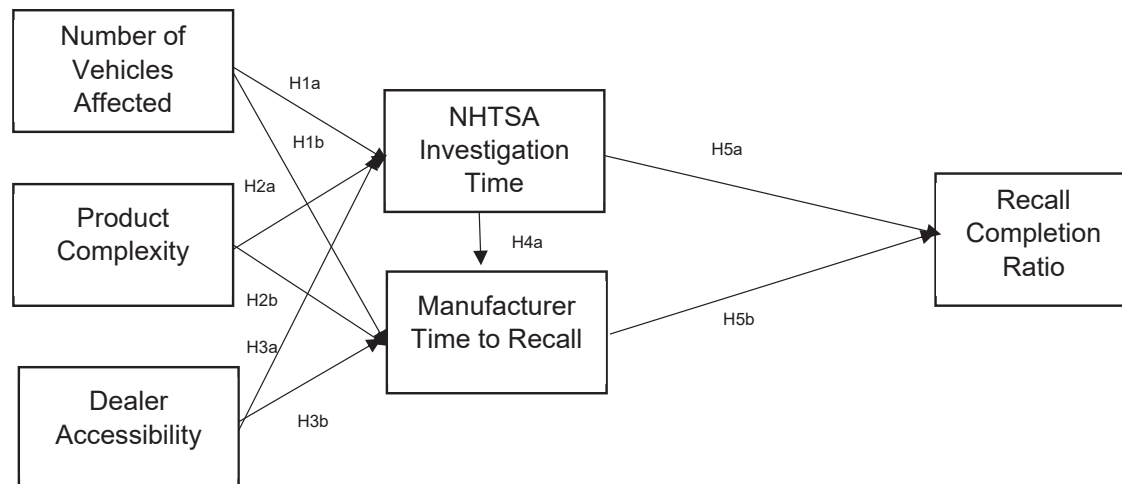 Number of
Vehicles
Affected
H1a
H1b
NHTSA
Investigation
Time
H5a
H2a
Product
Complexity
H4a
Recall
Completion
Ratio
H2b
Manufacturer
Time to Recall
H5b
H3a
Dealer
Accessibility
H3b